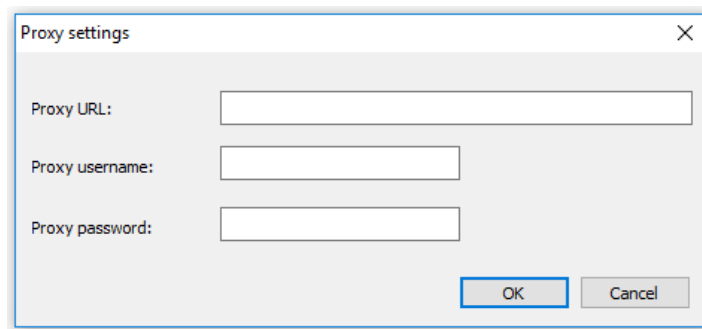 Proxy settings
Proxy URL:
Proxy username:
Proxy password:
OK Cancel